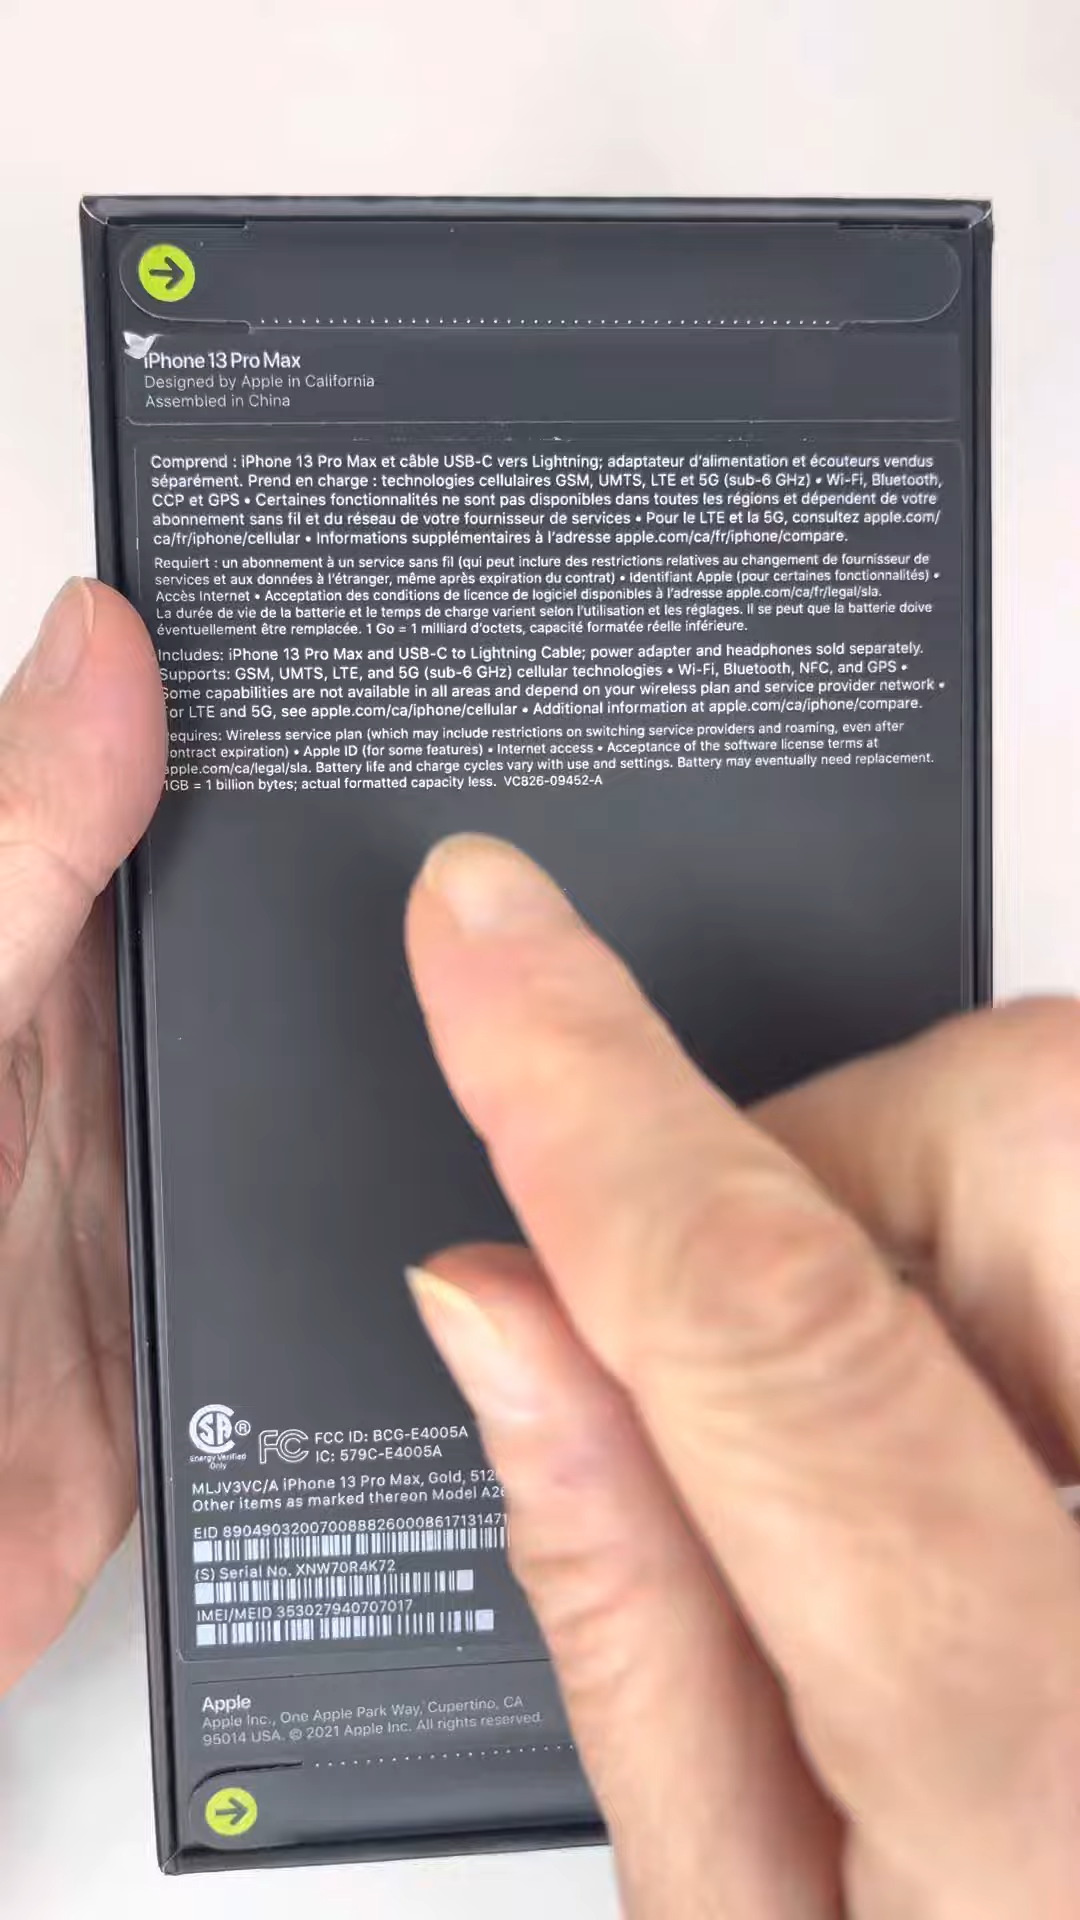 iPhone 13 Pro Max
Designed by Apple in California
Assembled in China
Comprend : iPhone 13 Pro Max et câble USB-C vers Lightning; adaptateur d'alimentation et écouteurs vendus
séparément. Prend en charge : technologies cellulaires GSM, UMTS, LTE et 5G (sub-6 GHz) • Wi-Fi, Bluetooth,
CCP et GPS • Certaines fonctionnalités ne sont pas disponibles dans toutes les régions et dépendent de votre
abonnement sans fil et du réseau de votre fournisseur de services • Pour le LTE et la 5G, consultez apple.com/
ca/fr/iphone/cellular • Informations supplémentaires à l'adresse apple.com/ca/fr/iphone/compare.
Requiert : un abonnement à un service sans fil (qui peut inclure des restrictions relatives au changement de fournisseur de
services et aux données à l'étranger, même après expiration du contrat) • Identifiant Apple (pour certaines fonctionnalités) •
Accès Internet • Acceptation des conditions de licence de logiciel disponibles à l'adresse apple.com/ca/fr/legal/sla.
La durée de vie de la batterie et le temps de charge varient selon l'utilisation et les réglages. Il se peut que la batterie doive
éventuellement être remplacée. 1 Go = 1 milliard d'octets, capacité formatée réelle inférieure.
Includes: iPhone 13 Pro Max and USB-C to Lightning Cable; power adapter and headphones sold separately.
Supports: GSM, UMTS, LTE, and 5G (sub-6 GHz) cellular technologies • Wi-Fi, Bluetooth, NFC, and GPS •
Some capabilities are not available in all areas and depend on your wireless plan and service provider network •
or LTE and 5G, see apple.com/ca/iphone/cellular • Additional information at apple.com/ca/iphone/compare.
equires: Wireless service plan (which may include restrictions on switching service providers and roaming, even after
ontract expiration) • Apple ID (for some features) • Internet access • Acceptance of the software license terms at
apple.com/ca/legal/sla. Battery life and charge cycles vary with use and settings. Battery may eventually need replacement.
1GB = 1 billion bytes; actual formatted capacity less. VC826-09452-A
SA ®
Energy Verified
Only
FC
FCC ID: BCG-E4005A
IC: 579C-E4005A
MLJV3VC/A iPhone 13 Pro Max, Gold, 512
Other items as marked thereon Model A26
EID 89049032007008882600086171314717
(S) Serial No. XNW70R4K72
IMEI/MEID 353027940707017
Apple
Apple Inc., One Apple Park Way, Cupertino, CA
95014 USA. © 2021 Apple Inc. All rights reserved.